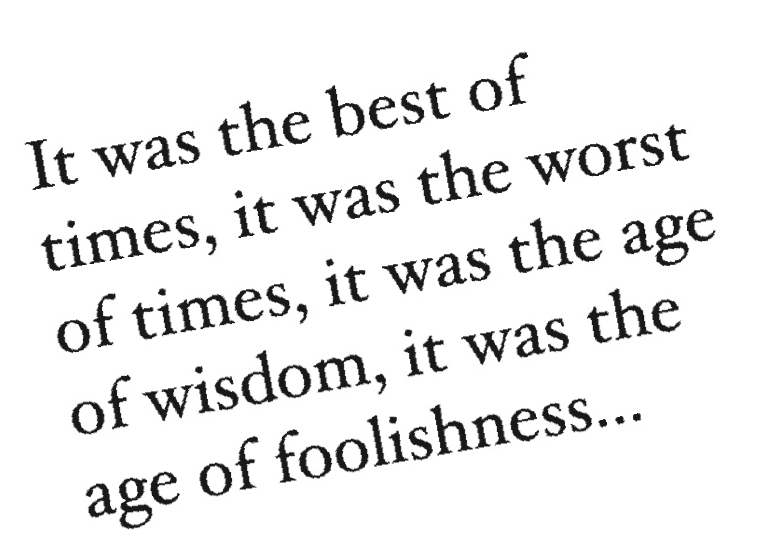 It was the best of
times, it was the worst
of times, it was the age
of wisdom, it was the
age of foolishness...